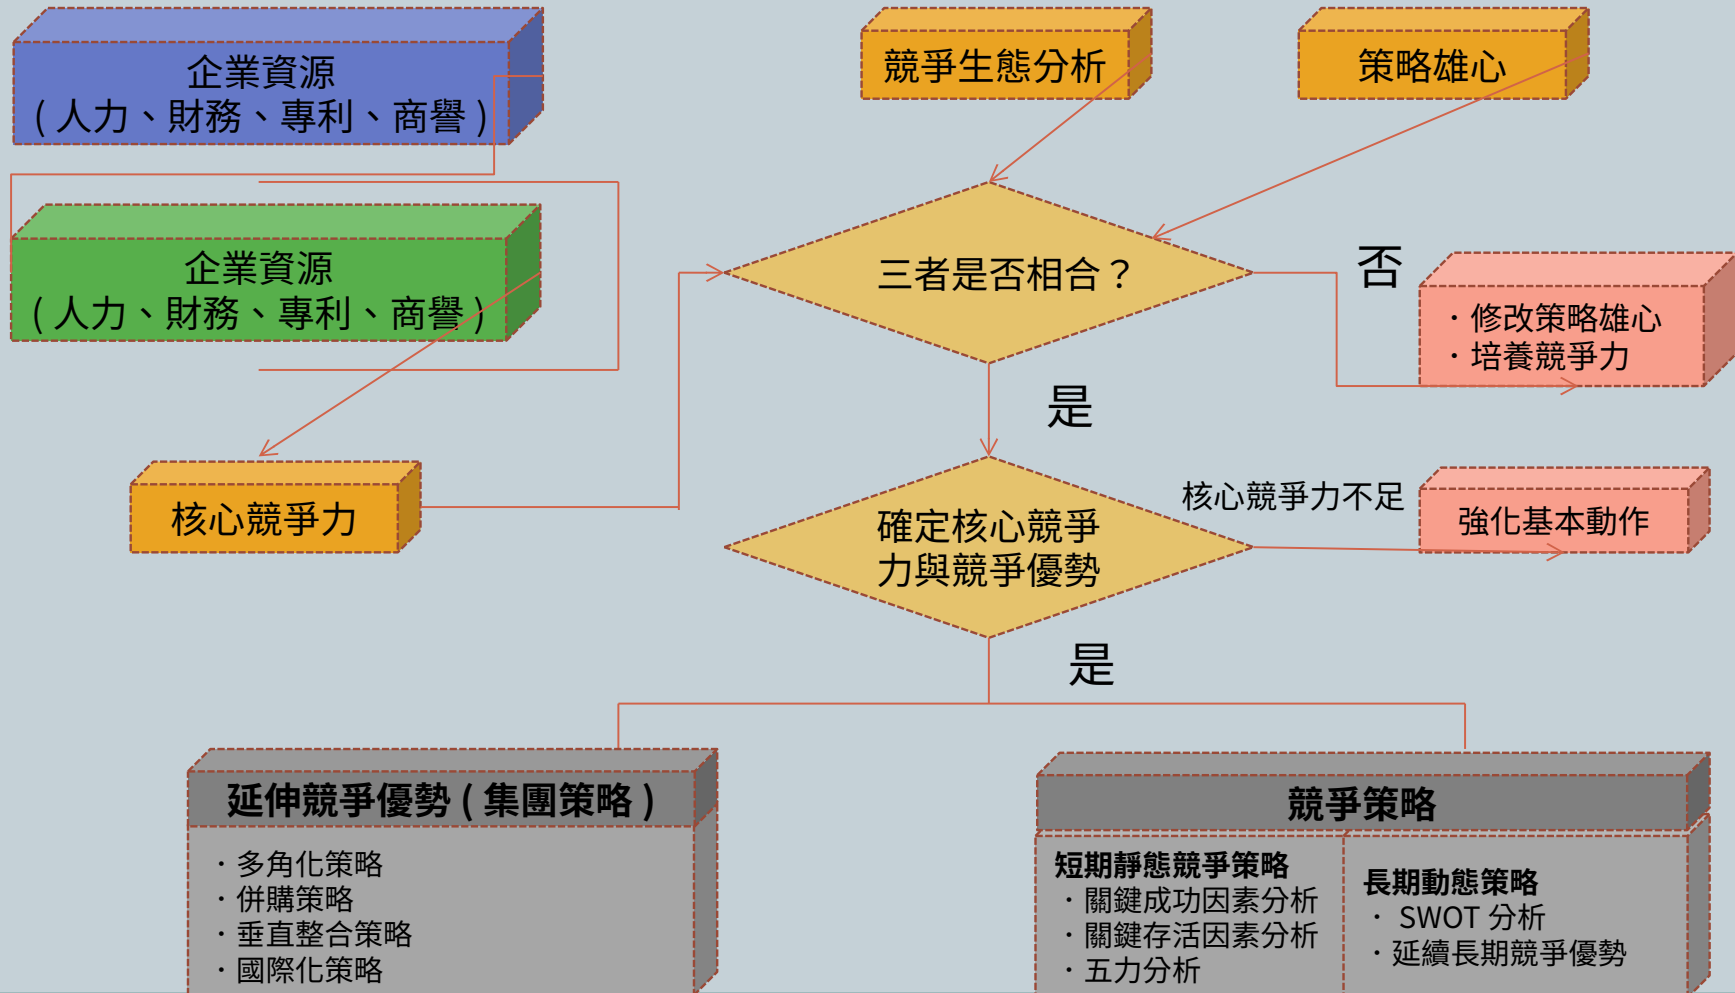 企業資源
( 人力、財務、專利、商譽 )
競爭生態分析
策略雄心
企業資源
( 人力、財務、專利、商譽 )
三者是否相合？
否
・修改策略雄心
・培養競爭力
是
核心競爭力
確定核心競爭
力與競爭優勢
核心競爭力不足
強化基本動作
是
延伸競爭優勢 ( 集團策略 )
・多角化策略
・併購策略
・垂直整合策略
・國際化策略
競爭策略
短期靜態競爭策略
・關鍵成功因素分析
・關鍵存活因素分析
・五力分析
長期動態策略
・ SWOT 分析
・延續長期競爭優勢